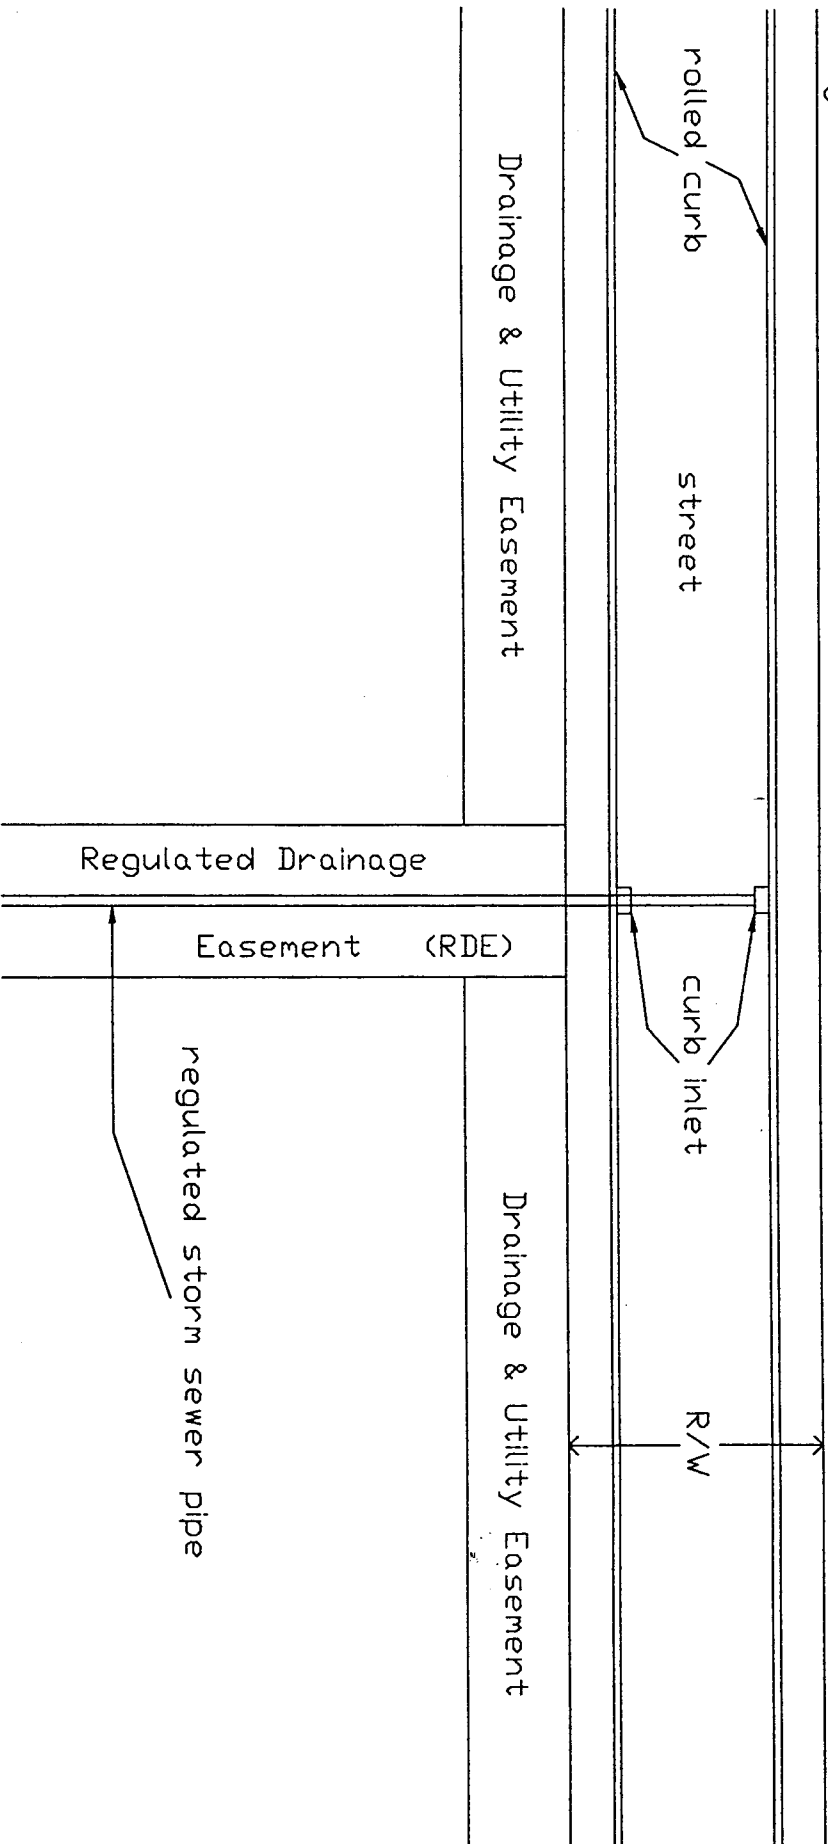 rolled curb
street
curb inlet
R/W
Drainage & Utility Easement
Drainage & Utility Easement
Regulated Drainage
Easement (RDE)
regulated storm sewer pipe